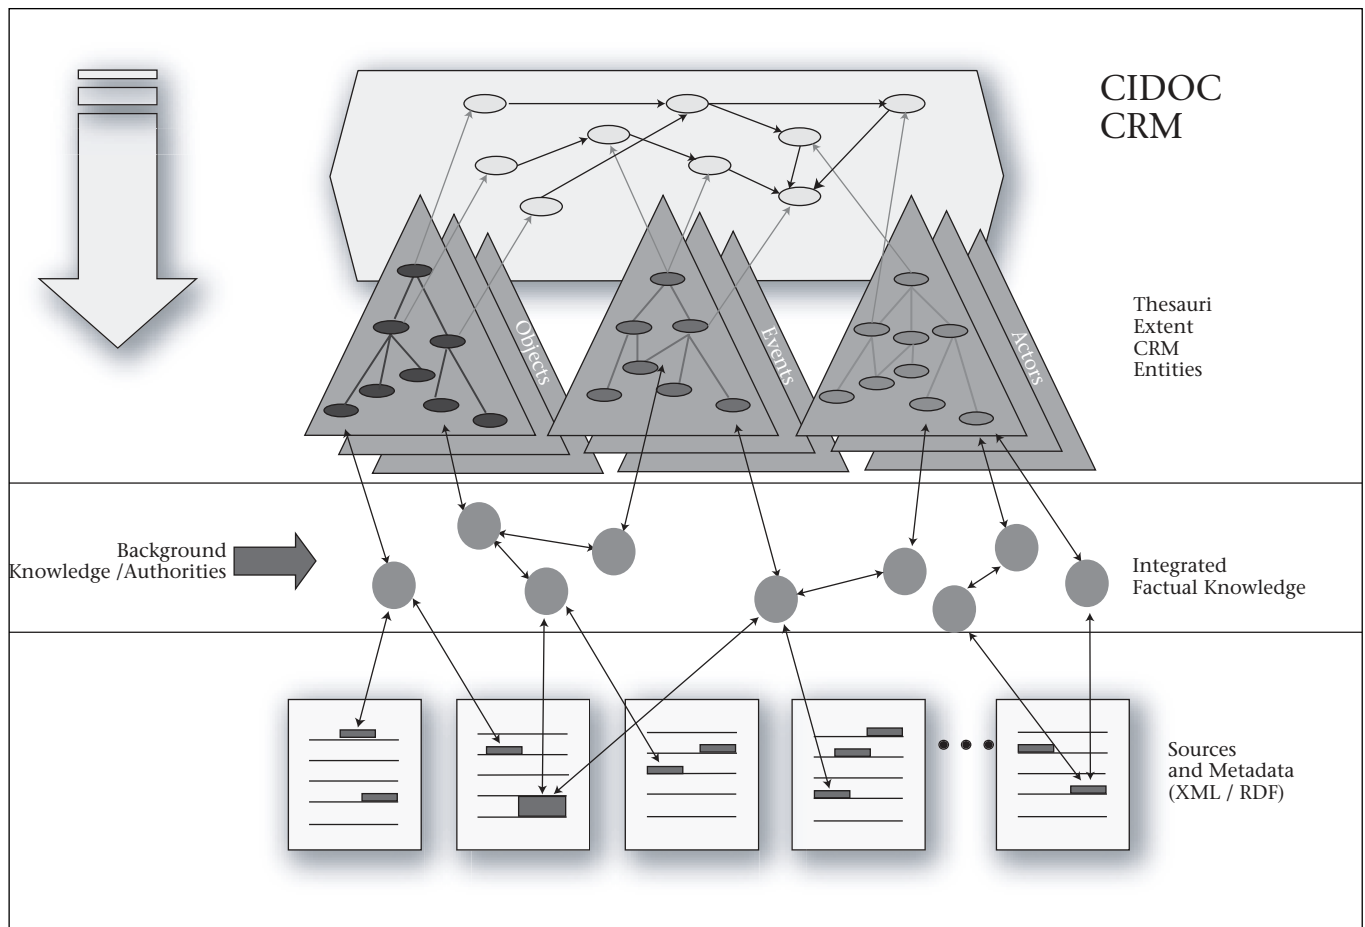 CIDOC
CRM
Objects
Events
Actors
Thesauri
Extent
CRM
Entities
Background
Knowledge /Authorities
Integrated
Factual Knowledge
Sources
and Metadata
(XML / RDF)